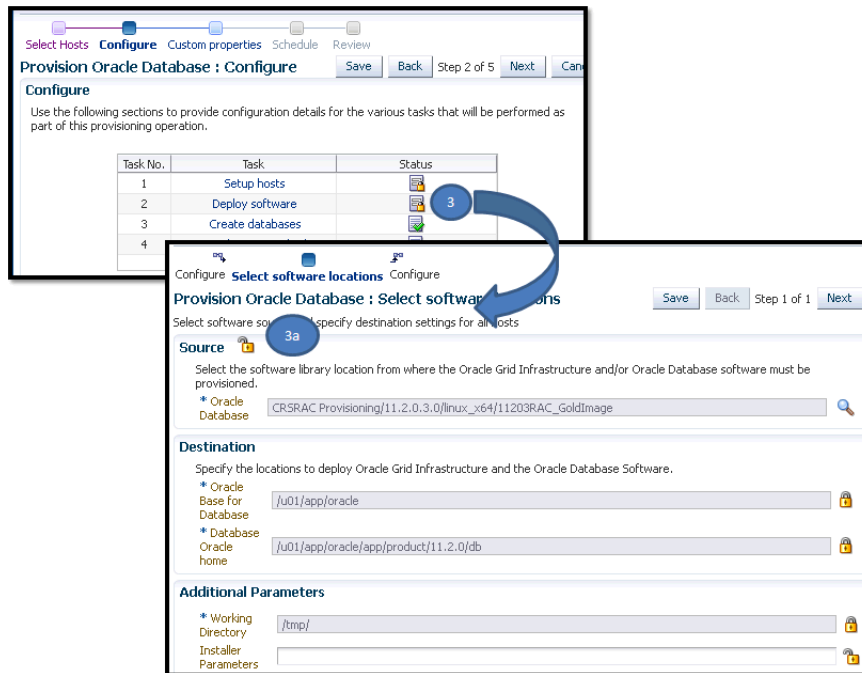 Select Hosts Configure Custom properties Schedule Review
Provision Oracle Database : Configure Save Back Step 2 of 5 Next Can
Configure
Use the following sections to provide configuration details for the various tasks that will be performed as
part of this provisioning operation.
Task No. Task Status
1 Setup hosts
2 Deploy software
3
3 Create databases
4
Configure Select software locations Configure
Provision Oracle Database : Select softwar ons Save Back Step 1 of 1 Next
Select software so specify destination settings for all hosts
3a
Source
Select the software library location from where the Oracle Grid Infrastructure and/or Oracle Database software must be
provisioned.
* Oracle
Database
CRSRAC Provisioning/11.2.0.3.0/linux_x64/11203RAC_GoldImage
Destination
Specify the locations to deploy Oracle Grid Infrastructure and the Oracle Database Software.
* Oracle
Base for
Database
/u01/app/oracle
* Database
Oracle
home
/u01/app/oracle/app/product/11.2.0/db
Additional Parameters
* Working
Directory
/tmp/
Installer
Parameters